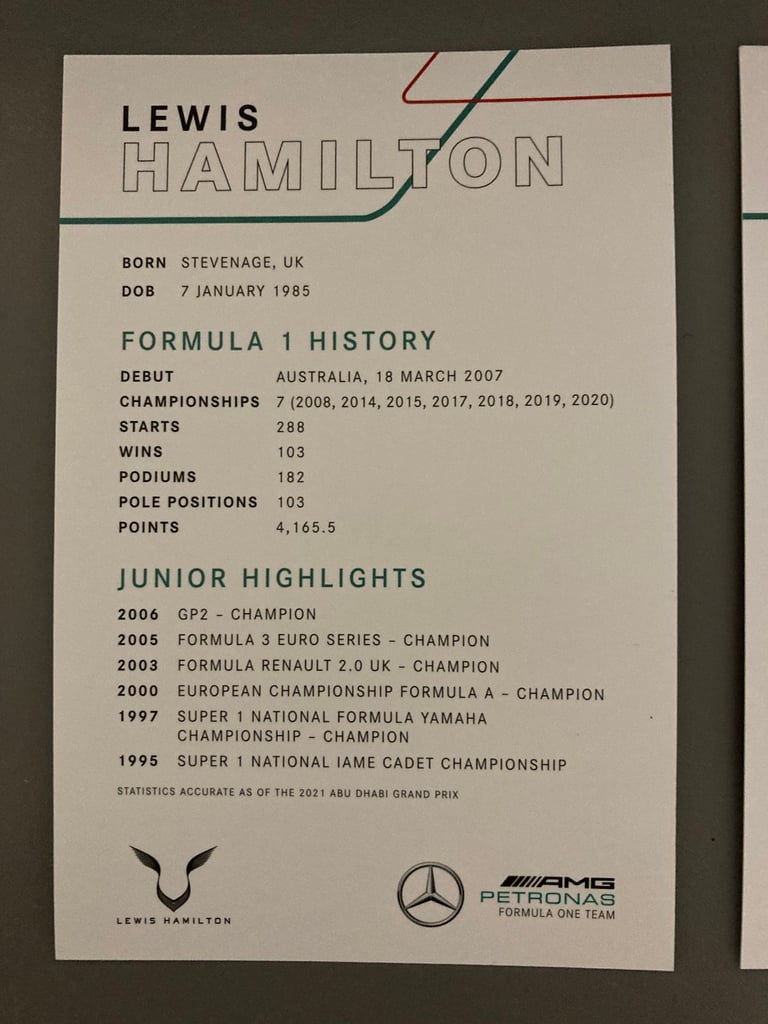 LEWIS
HAMILTON
BORN STEVENAGE, UK
DOB 7 JANUARY 1985
FORMULA 1 HISTORY
DEBUT AUSTRALIA, 18 MARCH 2007
CHAMPIONSHIPS 7 (2008, 2014, 2015, 2017, 2018, 2019, 2020)
STARTS 288
WINS 103
PODIUMS 182
POLE POSITIONS 103
POINTS 4,165.5
JUNIOR HIGHLIGHTS
2006 GP2 – CHAMPION
2005 FORMULA 3 EURO SERIES – CHAMPION
2003 FORMULA RENAULT 2.0 UK – CHAMPION
2000 EUROPEAN CHAMPIONSHIP FORMULA A – CHAMPION
1997 SUPER 1 NATIONAL FORMULA YAMAHA
CHAMPIONSHIP – CHAMPION
1995 SUPER 1 NATIONAL IAME CADET CHAMPIONSHIP
STATISTICS ACCURATE AS OF THE 2021 ABU DHABI GRAND PRIX
LEWIS HAMILTON
AMG
PETRONAS
FORMULA ONE TEAM